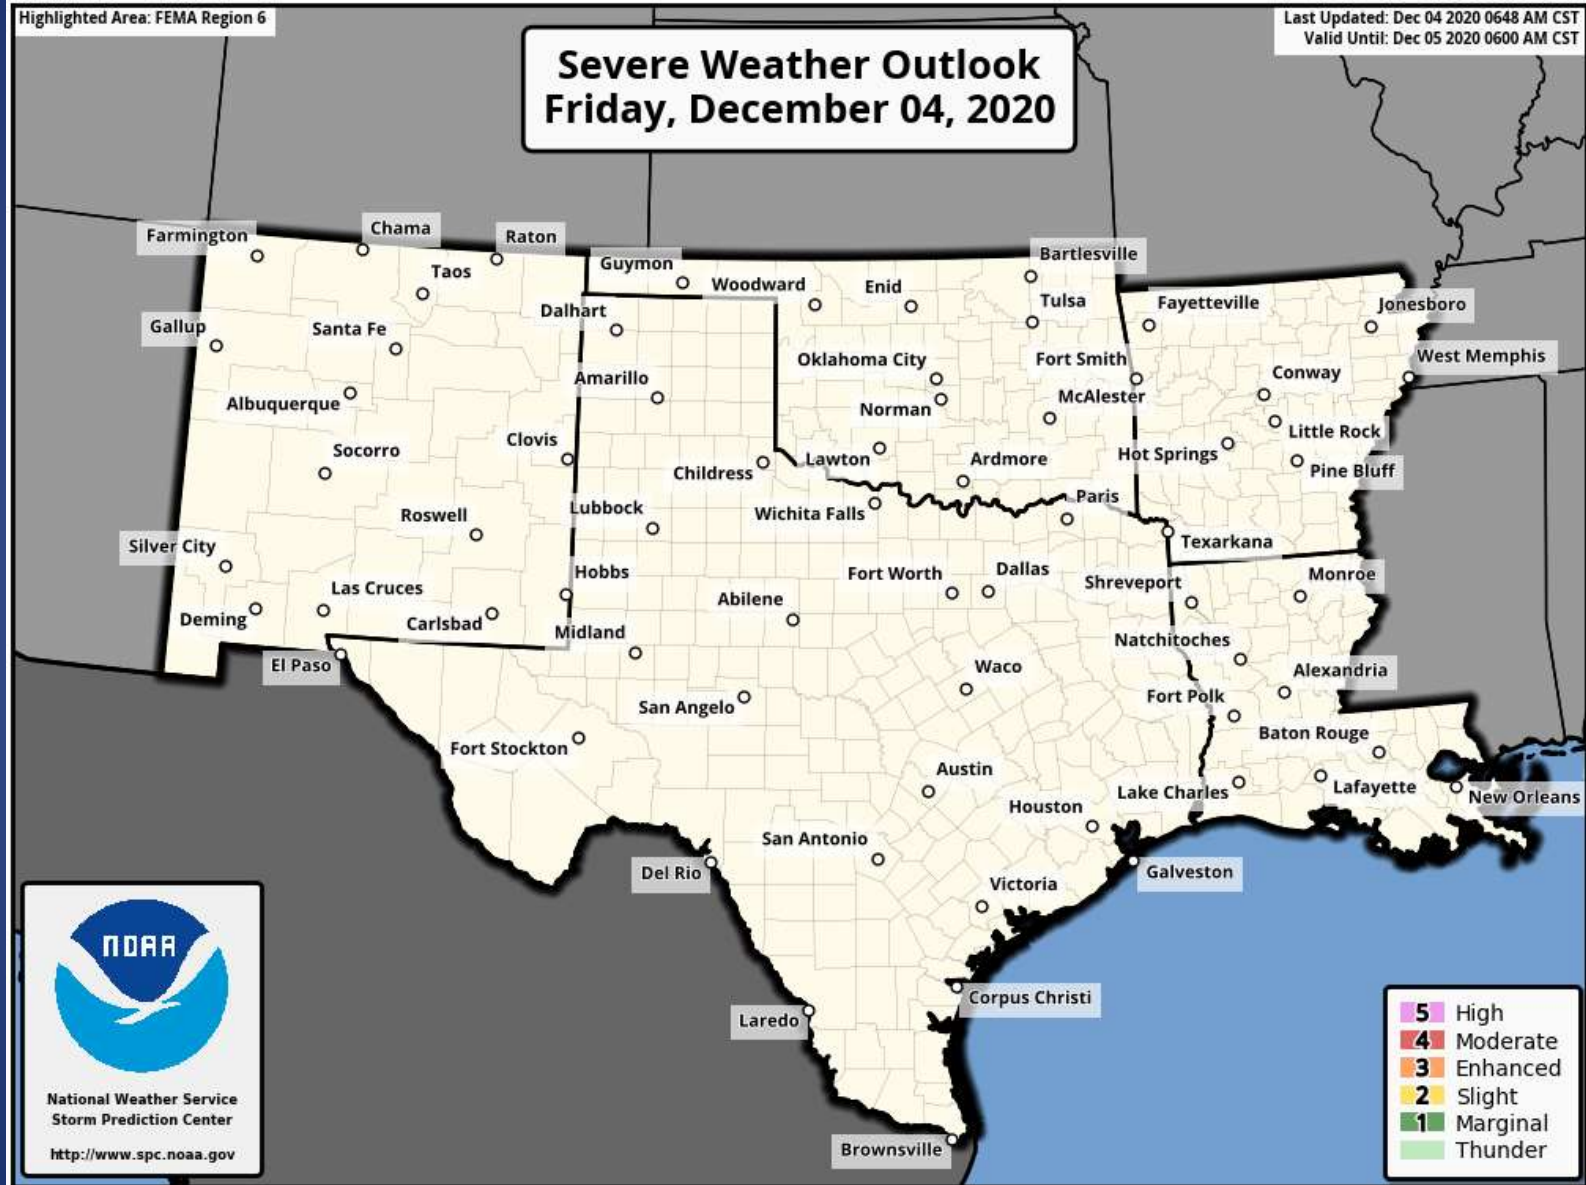 Highlighted Area: FEMA Region 6
Last Updated: Dec 04 2020 0648 AM CST
Valid Until: Dec 05 2020 0600 AM CST
Severe Weather Outlook
Friday, December 04, 2020
Farmington
Chama
Raton
Taos
Guymon
Woodward
Enid
Bartlesville
Tulsa
Fayetteville
Jonesboro
Gallup
Santa Fe
Dalhart
Oklahoma City
Fort Smith
Conway
West Memphis
Albuquerque
Amarillo
Norman
McAlester
Little Rock
Socorro
Clovis
Childress
Lawton
Ardmore
Hot Springs
Pine Bluff
Roswell
Lubbock
Wichita Falls
Paris
Texarkana
Silver City
Las Cruces
Hobbs
Abilene
Fort Worth
Dallas
Shreveport
Monroe
Deming
Carlsbad
Midland
Natchitoches
El Paso
San Angelo
Waco
Fort Polk
Alexandria
Fort Stockton
Austin
Baton Rouge
Houston
Lake Charles
Lafayette
New Orleans
San Antonio
Del Rio
Victoria
Galveston
Corpus Christi
Laredo
Brownsville
NOAA
National Weather Service
Storm Prediction Center
http://www.spc.noaa.gov
5 High
4 Moderate
3 Enhanced
2 Slight
1 Marginal
Thunder